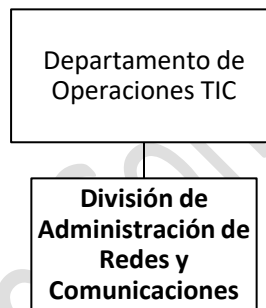 Departamento de
Operaciones TIC
División de
Administración de
Redes y
Comunicaciones